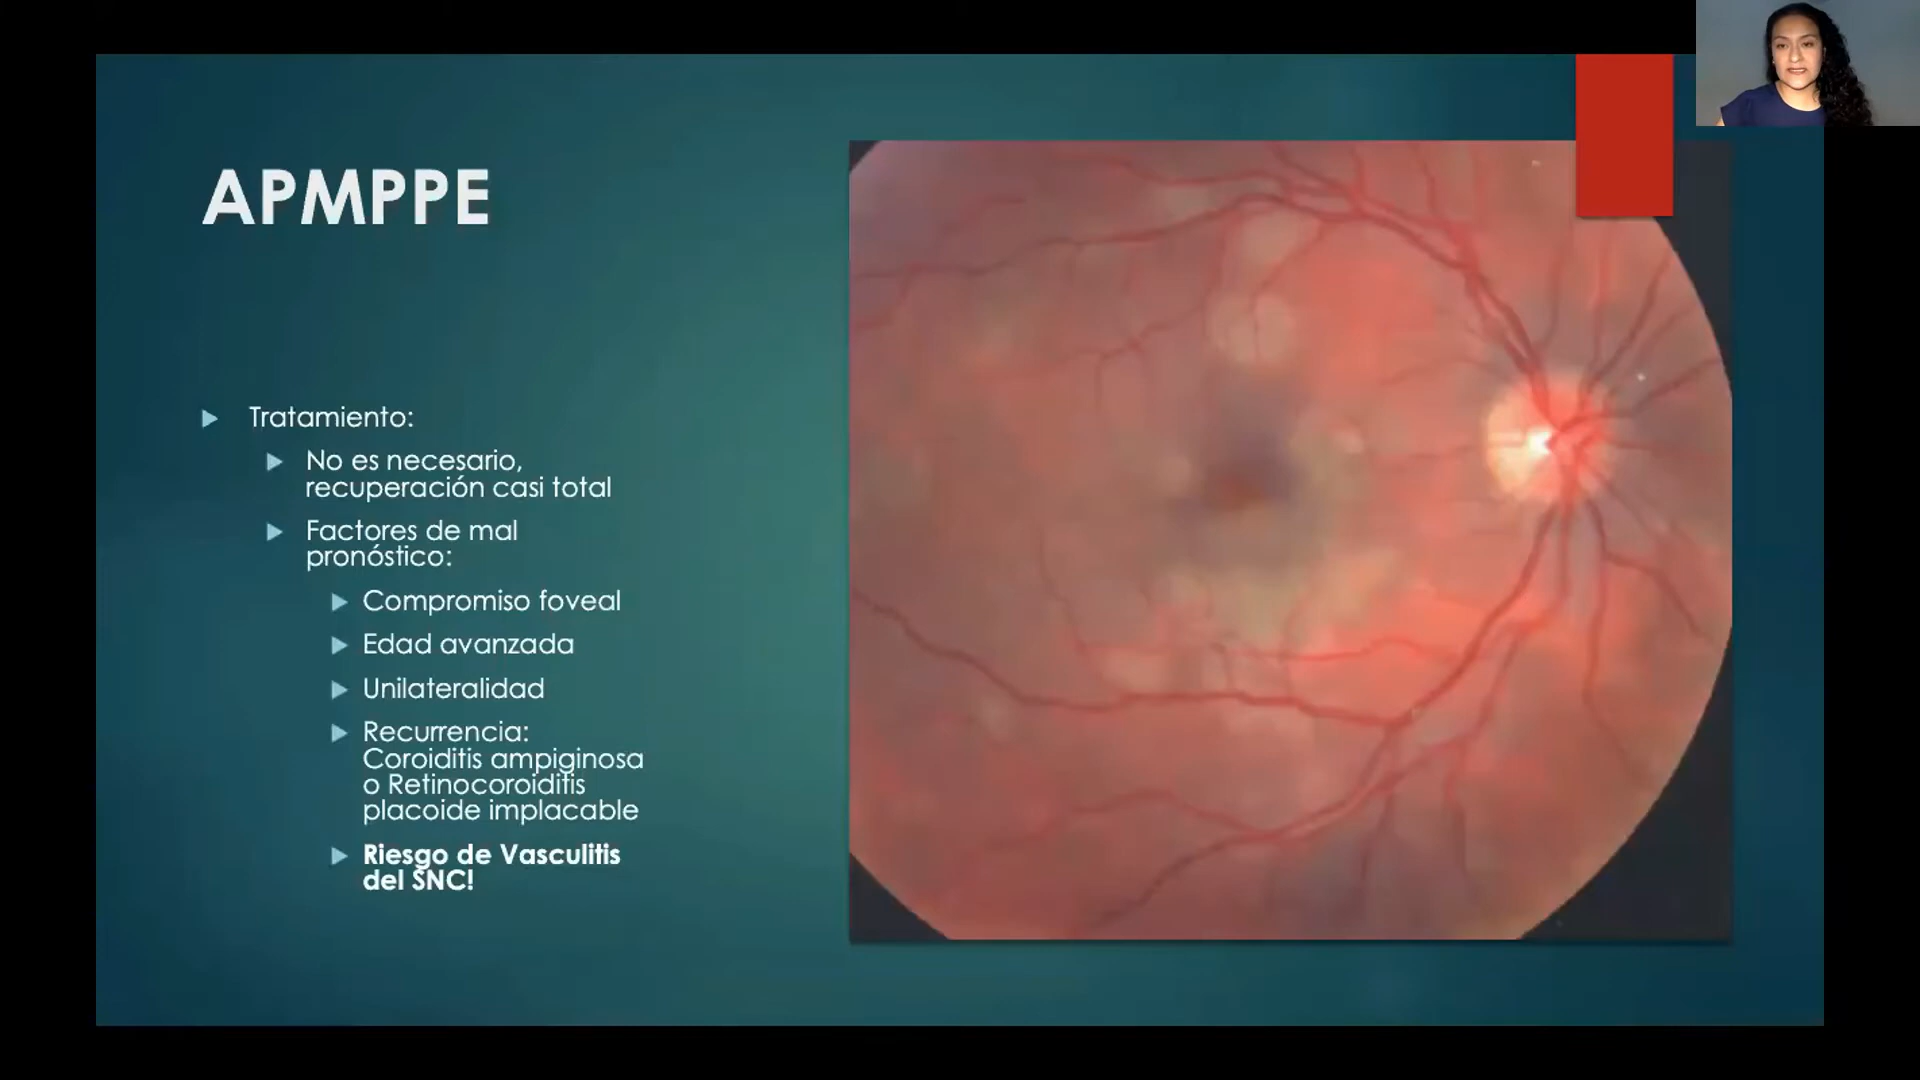 APMPPE
Tratamiento:
No es necesario,
recuperación casi total
Factores de mal
pronóstico:
Compromiso foveal
Edad avanzada
Unilateralidad
Recurrencia:
Coroiditis ampiginosa
o Retinocoroiditis
placoide implacable
Riesgo de Vasculitis
del SNC!